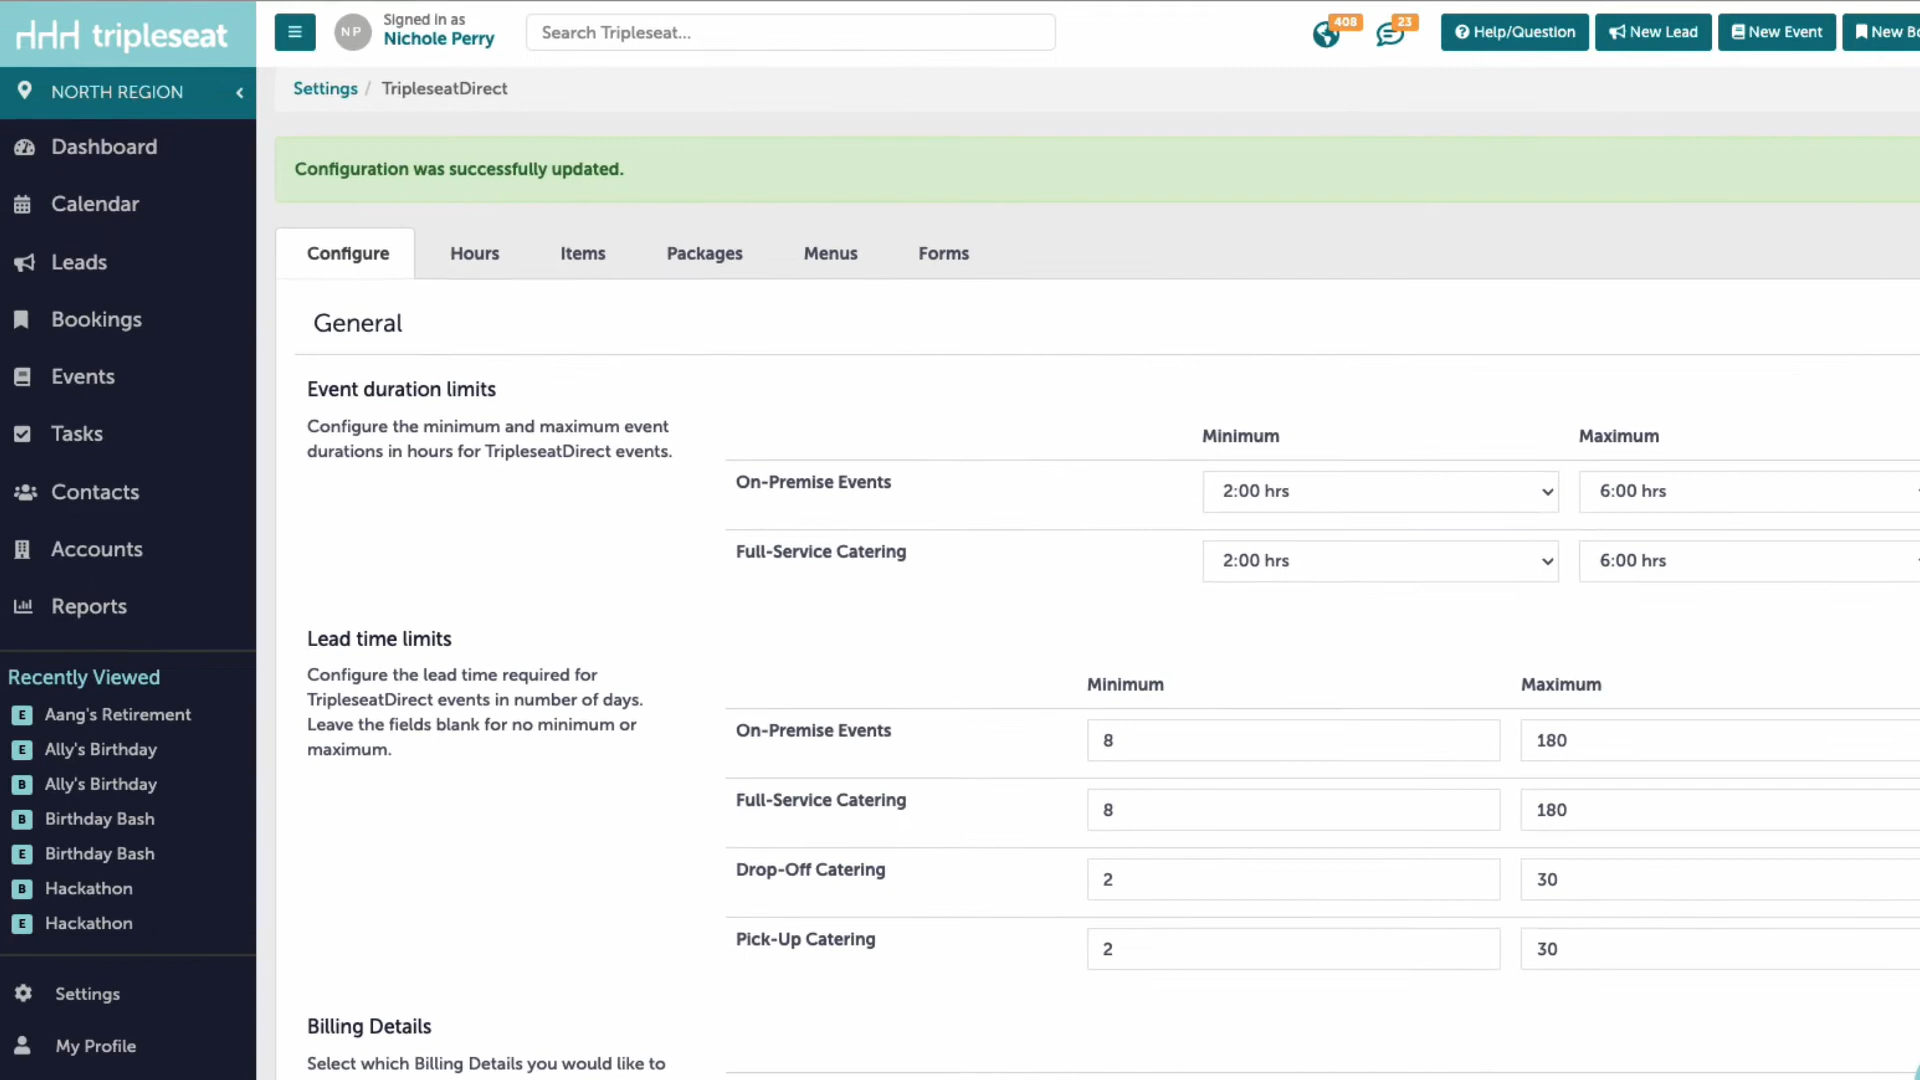 tripleseat
NP
Signed in as
Nichole Perry
Search Tripleseat...
408
23
Help/Question
New Lead
New Event
New Bo
NORTH REGION
Settings / TripleseatDirect
Dashboard
Calendar
Leads
Bookings
Events
Tasks
Contacts
Accounts
Reports
Recently Viewed
E Aang's Retirement
E Ally's Birthday
B Ally's Birthday
B Birthday Bash
E Birthday Bash
B Hackathon
E Hackathon
Settings
My Profile
Configuration was successfully updated.
Configure Hours Items Packages Menus Forms
General
Event duration limits
Configure the minimum and maximum event
durations in hours for TripleseatDirect events.
Minimum Maximum
On-Premise Events 2:00 hrs 6:00 hrs
Full-Service Catering 2:00 hrs 6:00 hrs
Lead time limits
Configure the lead time required for
TripleseatDirect events in number of days.
Leave the fields blank for no minimum or
maximum.
Minimum Maximum
On-Premise Events 8 180
Full-Service Catering 8 180
Drop-Off Catering 2 30
Pick-Up Catering 2 30
Billing Details
Select which Billing Details you would like to